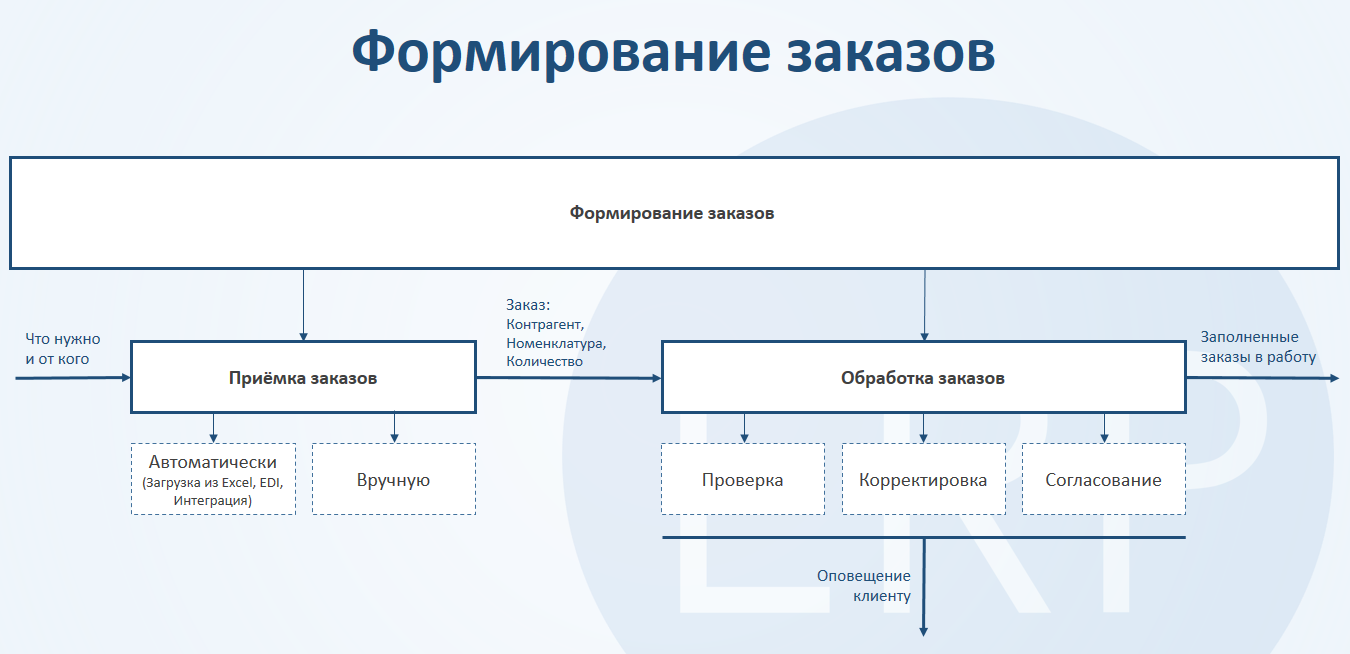 Формирование заказов
Формирование заказов
Что нужно
и от кого
Приёмка заказов
Заказ:
Контрагент,
Номенклатура,
Количество
Обработка заказов
Заполненные
заказы в работу
Автоматически
(Загрузка из Excel, EDI,
Интеграция)
Вручную
Проверка
Корректировка
Согласование
Оповещение
клиенту
ERP